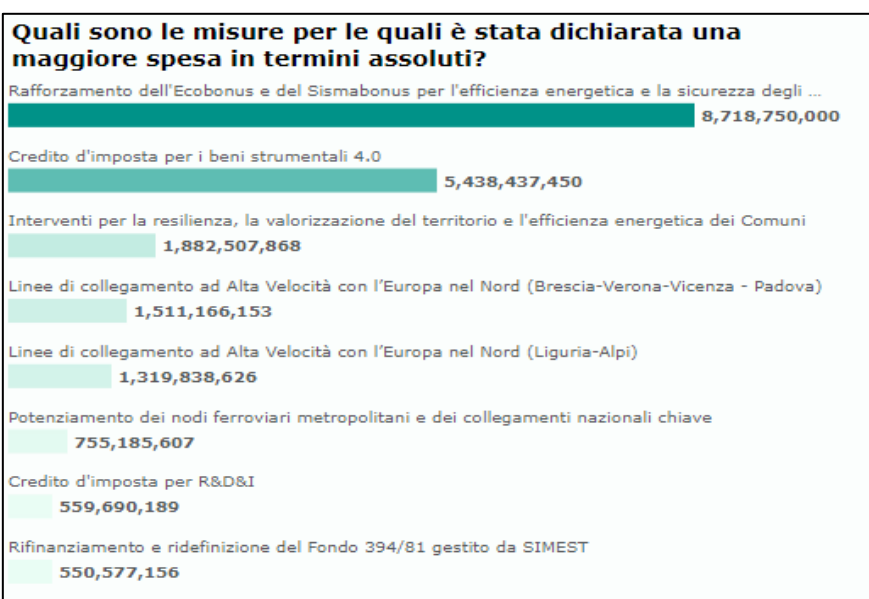 Quali sono le misure per le quali è stata dichiarata una
maggiore spesa in termini assoluti?
Rafforzamento dell'Ecobonus e del Sismabonus per l'efficienza energetica e la sicurezza degli ...
8,718,750,000
Credito d'imposta per i beni strumentali 4.0
5,438,437,450
Interventi per la resilienza, la valorizzazione del territorio e l'efficienza energetica dei Comuni
1,882,507,868
Linee di collegamento ad Alta Velocità con l’Europa nel Nord (Brescia-Verona-Vicenza - Padova)
1,511,166,153
Linee di collegamento ad Alta Velocità con l’Europa nel Nord (Liguria-Alpi)
1,319,838,626
Potenziamento dei nodi ferroviari metropolitani e dei collegamenti nazionali chiave
755,185,607
Credito d'imposta per R&D&I
559,690,189
Rifinanziamento e ridefinizione del Fondo 394/81 gestito da SIMEST
550,577,156